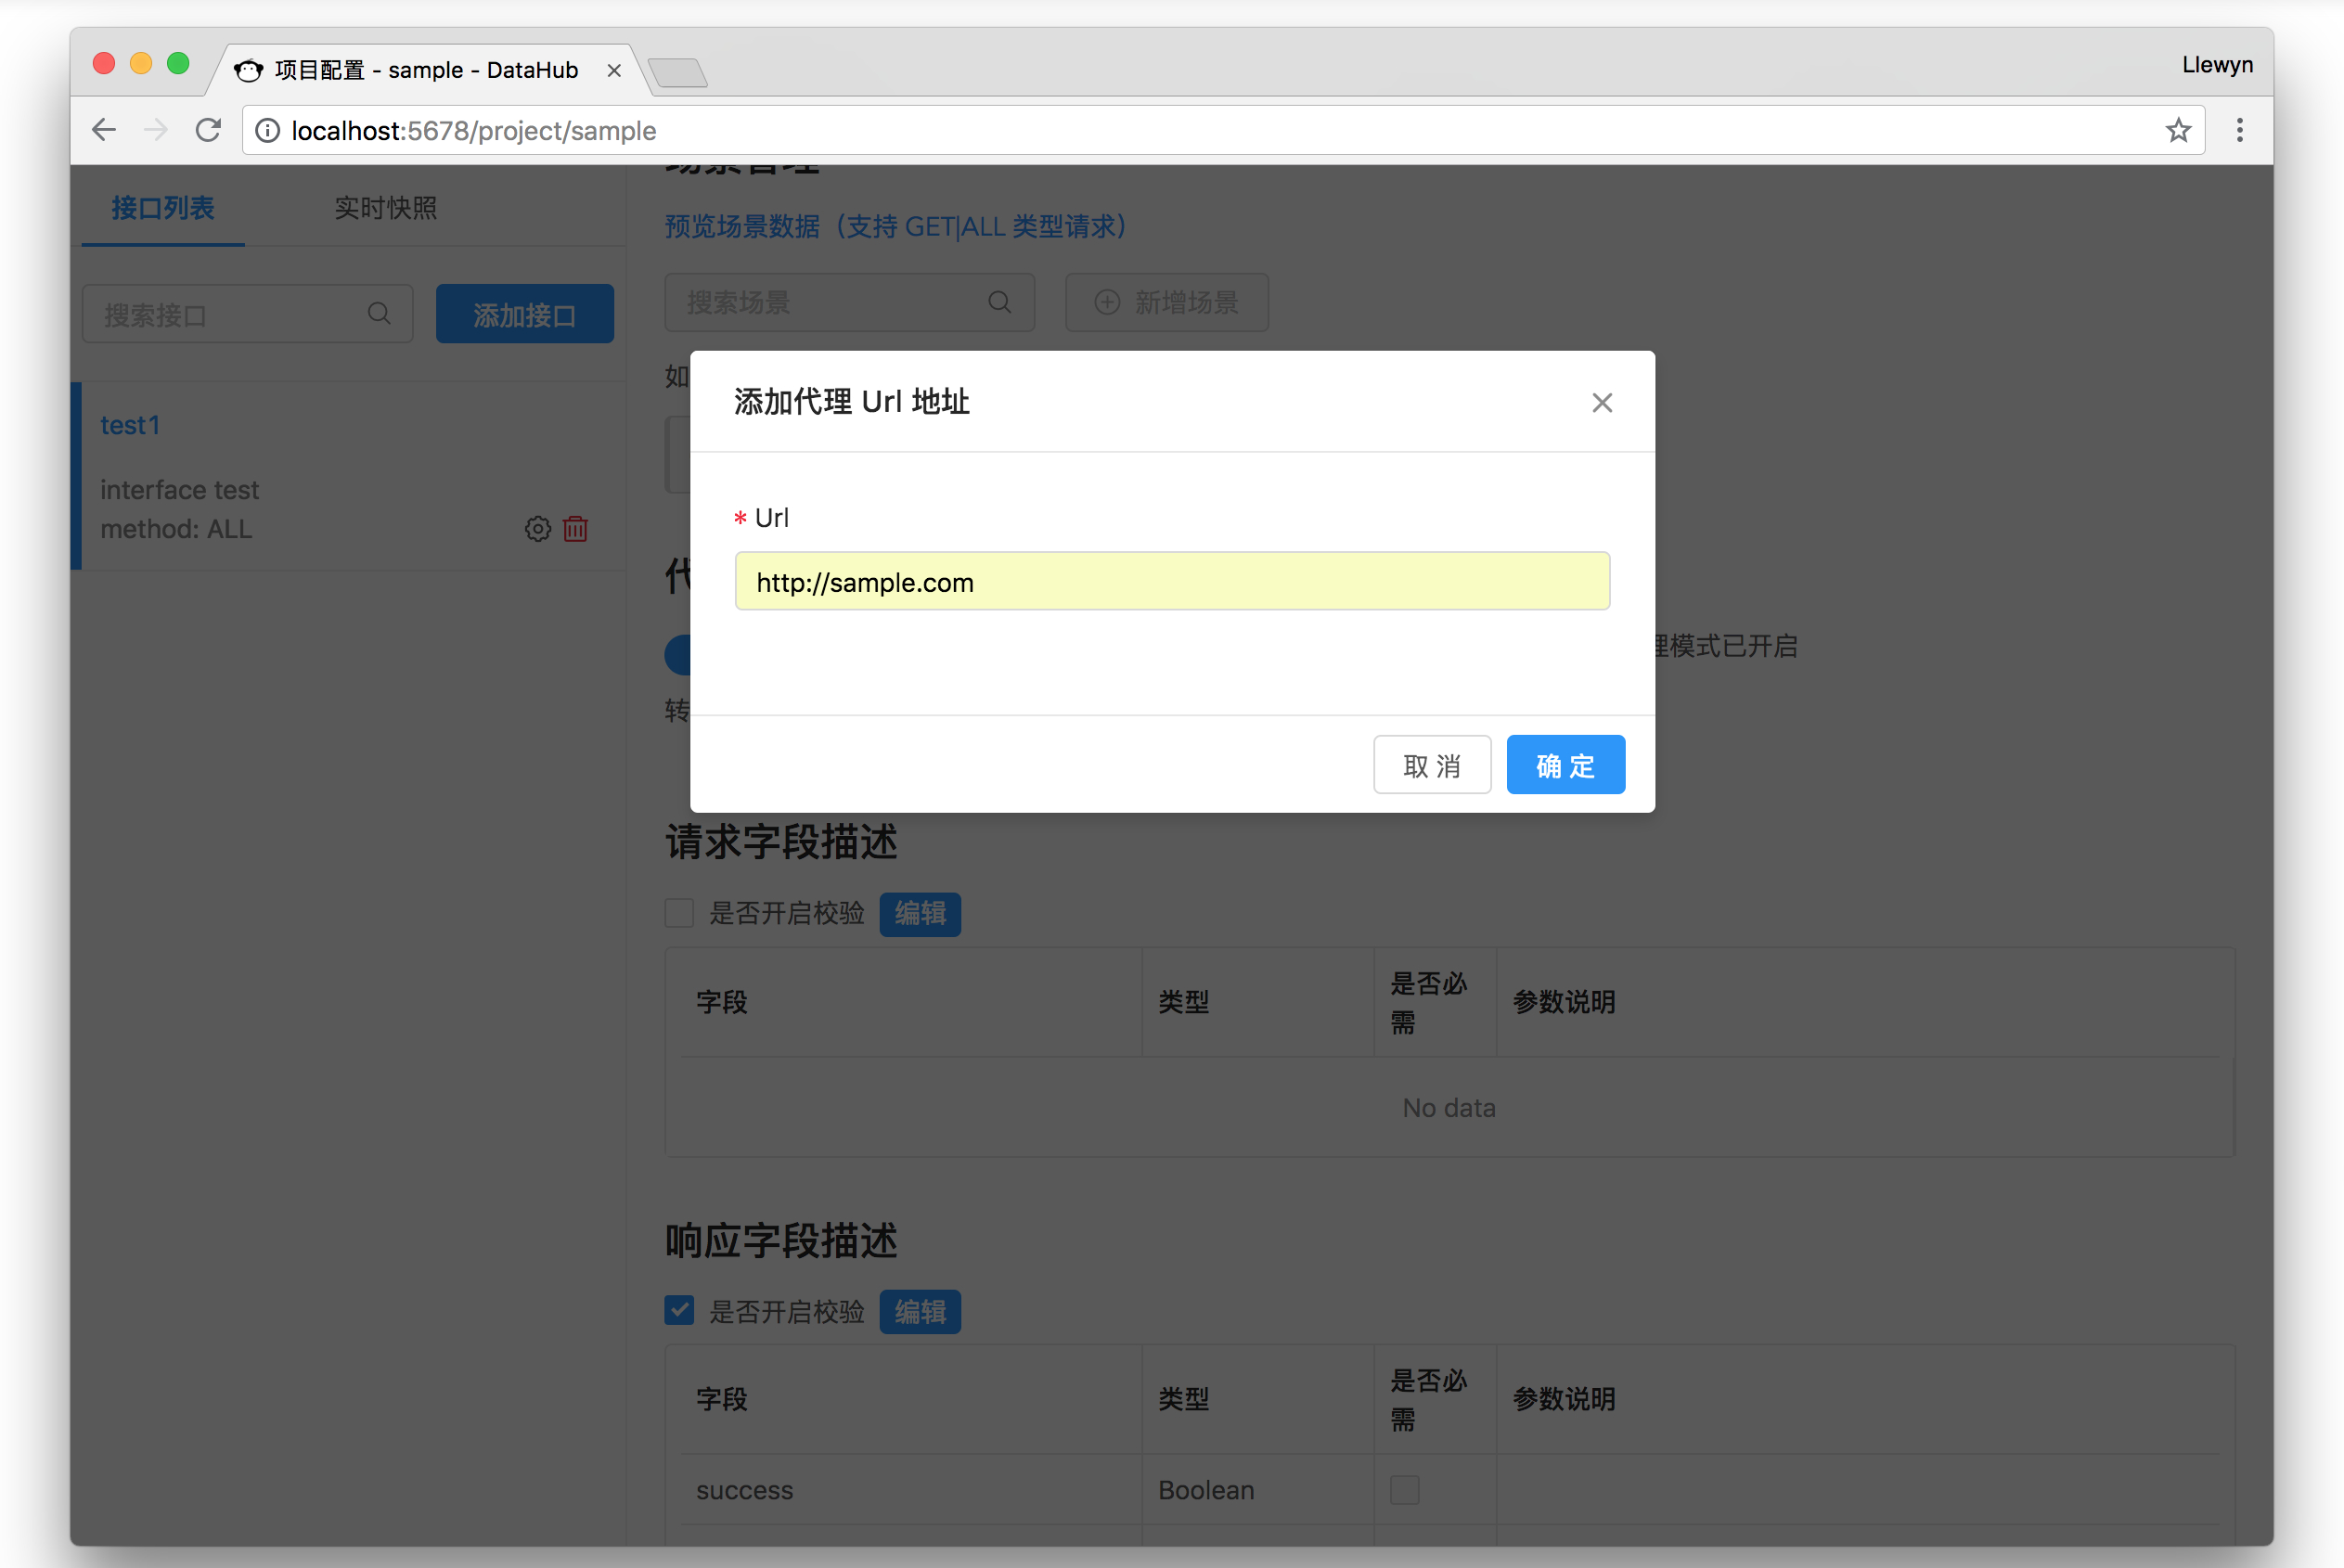 项目配置 - sample - DataHub
Llewyn
localhost:5678/project/sample
接口列表
实时快照
搜索接口
添加接口
test1
interface test
method: ALL
场景管理
预览场景数据（支持 GET|ALL 类型请求）
搜索场景
新增场景
如
添加代理 Url 地址
* Url
http://sample.com
取 消
确 定
代
理模式已开启
转
请求字段描述
是否开启校验
编辑
字段
类型
是否必
需
参数说明
No data
响应字段描述
是否开启校验
编辑
字段
类型
是否必
需
参数说明
success
Boolean